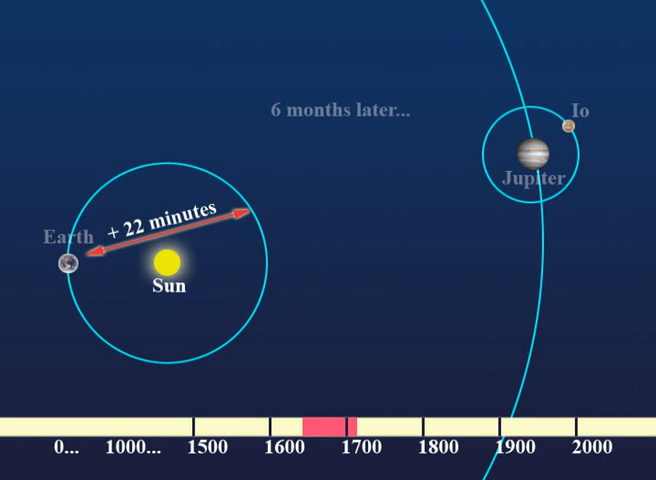 6 months later...
Io
Jupiter
+ 22 minutes
Earth
Sun
0... 1000... 1500 1600 1700 1800 1900 2000